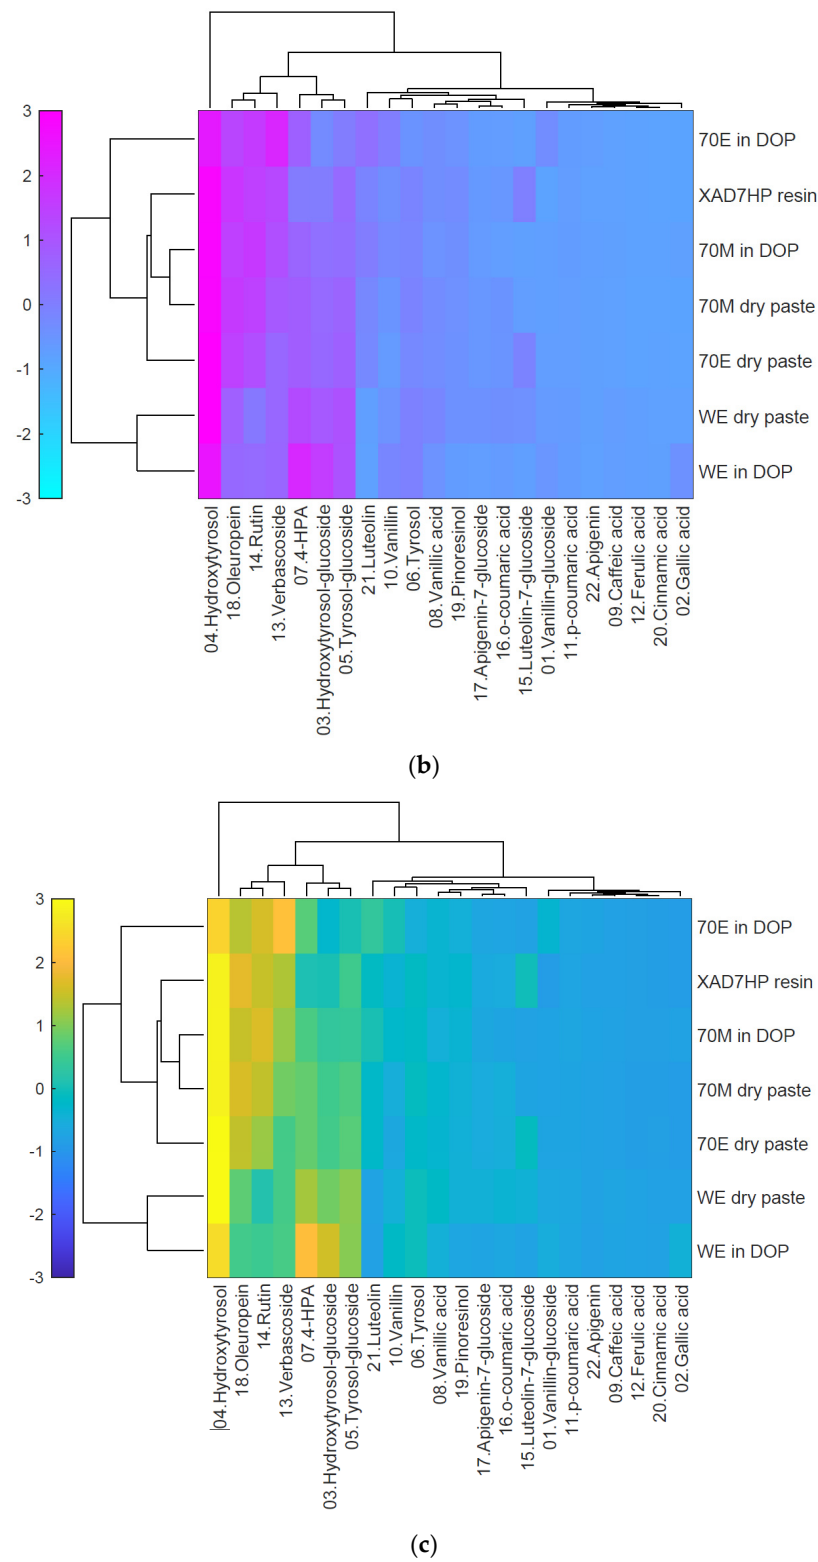 3
2
1
0
-1
-2
-3
70E in DOP
XAD7HP resin
70M in DOP
70M dry paste
70E dry paste
WE dry paste
WE in DOP
04.Hydroxytyrosol
18.Oleuropein
14.Rutin
13.Verbascoside
07.4-HPA
03.Hydroxytyrosol-glucoside
05.Tyrosol-glucoside
21.Luteolin
10.Vanillin
06.Tyrosol
08.Vanillic acid
19.Pinoresinol
17.Apigenin-7-glucoside
16.o-coumaric acid
15.Luteolin-7-glucoside
01.Vanillin-glucoside
11.p-coumaric acid
22.Apigenin
09.Caffeic acid
12.Ferulic acid
20.Cinnamic acid
02.Gallic acid
(b)
3
2
1
0
-1
-2
-3
70E in DOP
XAD7HP resin
70M in DOP
70M dry paste
70E dry paste
WE dry paste
WE in DOP
04.Hydroxytyrosol
18.Oleuropein
14.Rutin
13.Verbascoside
07.4-HPA
03.Hydroxytyrosol-glucoside
05.Tyrosol-glucoside
21.Luteolin
10.Vanillin
06.Tyrosol
08.Vanillic acid
19.Pinoresinol
17.Apigenin-7-glucoside
16.o-coumaric acid
15.Luteolin-7-glucoside
01.Vanillin-glucoside
11.p-coumaric acid
22.Apigenin
09.Caffeic acid
12.Ferulic acid
20.Cinnamic acid
02.Gallic acid
(c)